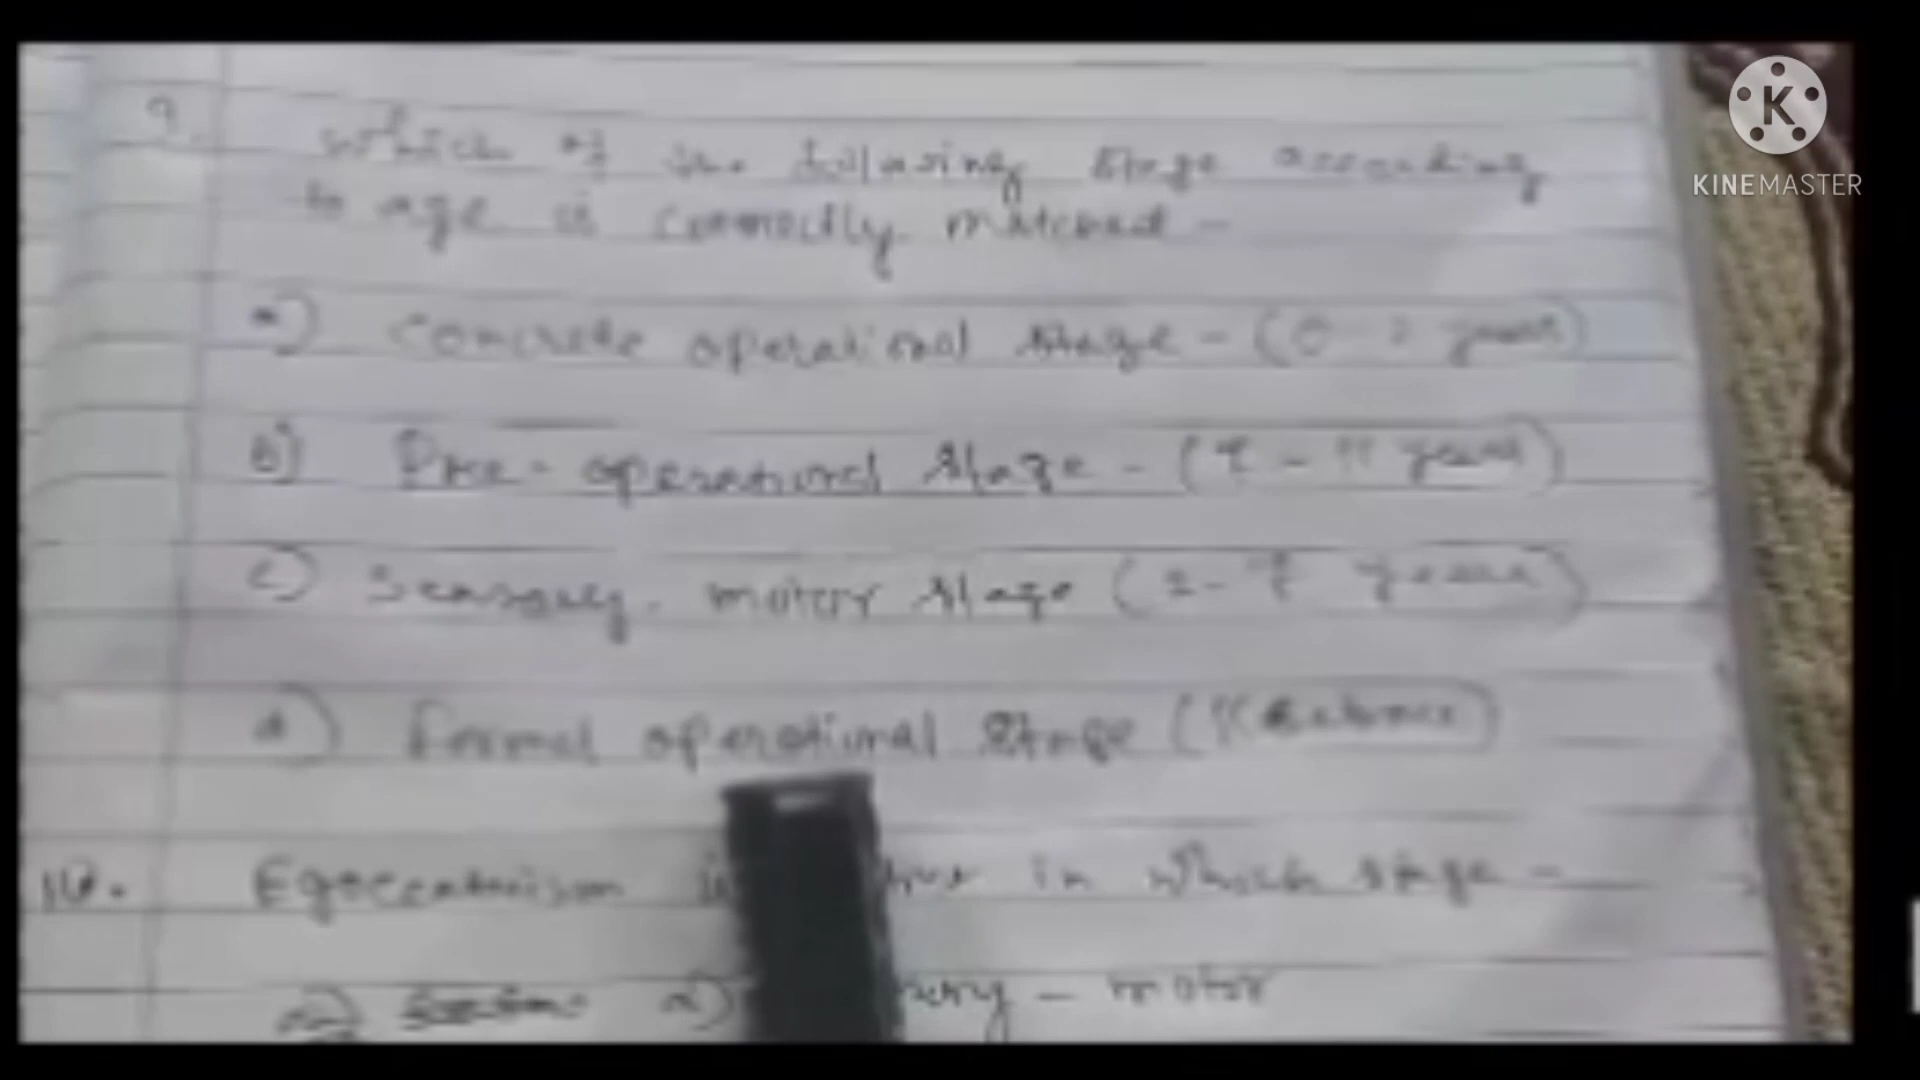 9. Which of the following stage according
to age is correctly matched -
a) Concrete operational stage - (0-2 years)
b) Pre-operational stage - (7-11 years)
c) Sensory-motor stage (2-7 years)
d) Formal operational stage (11
10. Egocentrism in which stage -
a) - motor
KINEMASTER